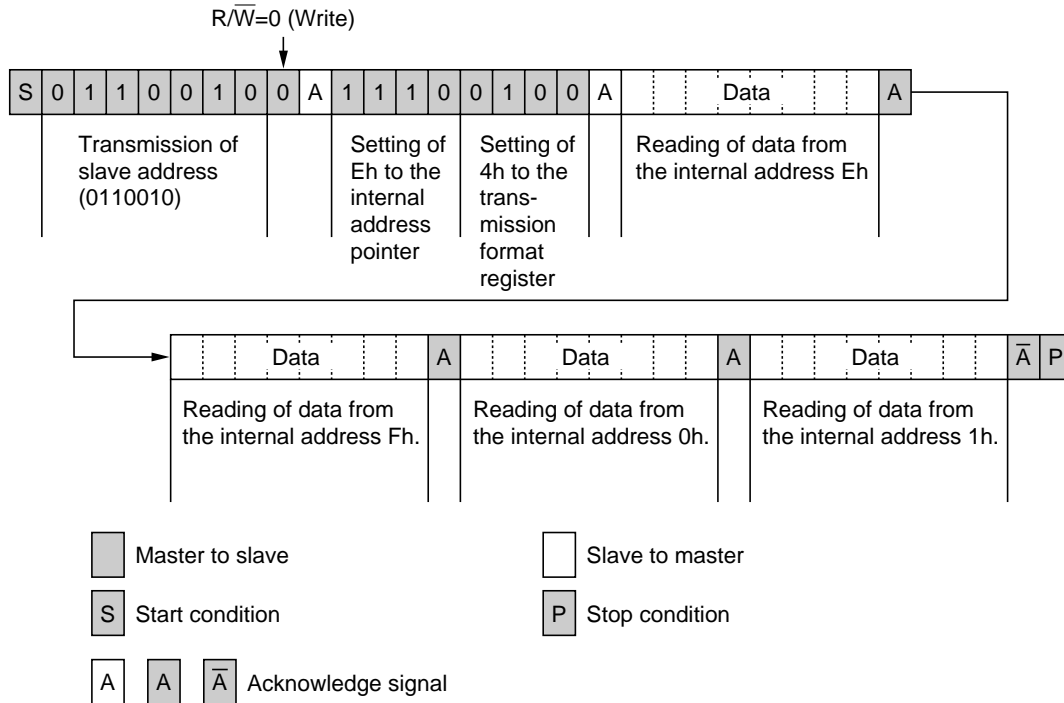 R/W̅=0 (Write)
S 0 1 1 0 0 1 0 0 A 1 1 1 0 0 1 0 0 A Data A
Transmission of
slave address
(0110010)
Setting of
Eh to the
internal
address
pointer
Setting of
4h to the
trans-
mission
format
register
Reading of data from
the internal address Eh
Data A Data A Data A̅ P
Reading of data from
the internal address Fh.
Reading of data from
the internal address 0h.
Reading of data from
the internal address 1h.
Master to slave
Slave to master
S Start condition
P Stop condition
A A A̅ Acknowledge signal